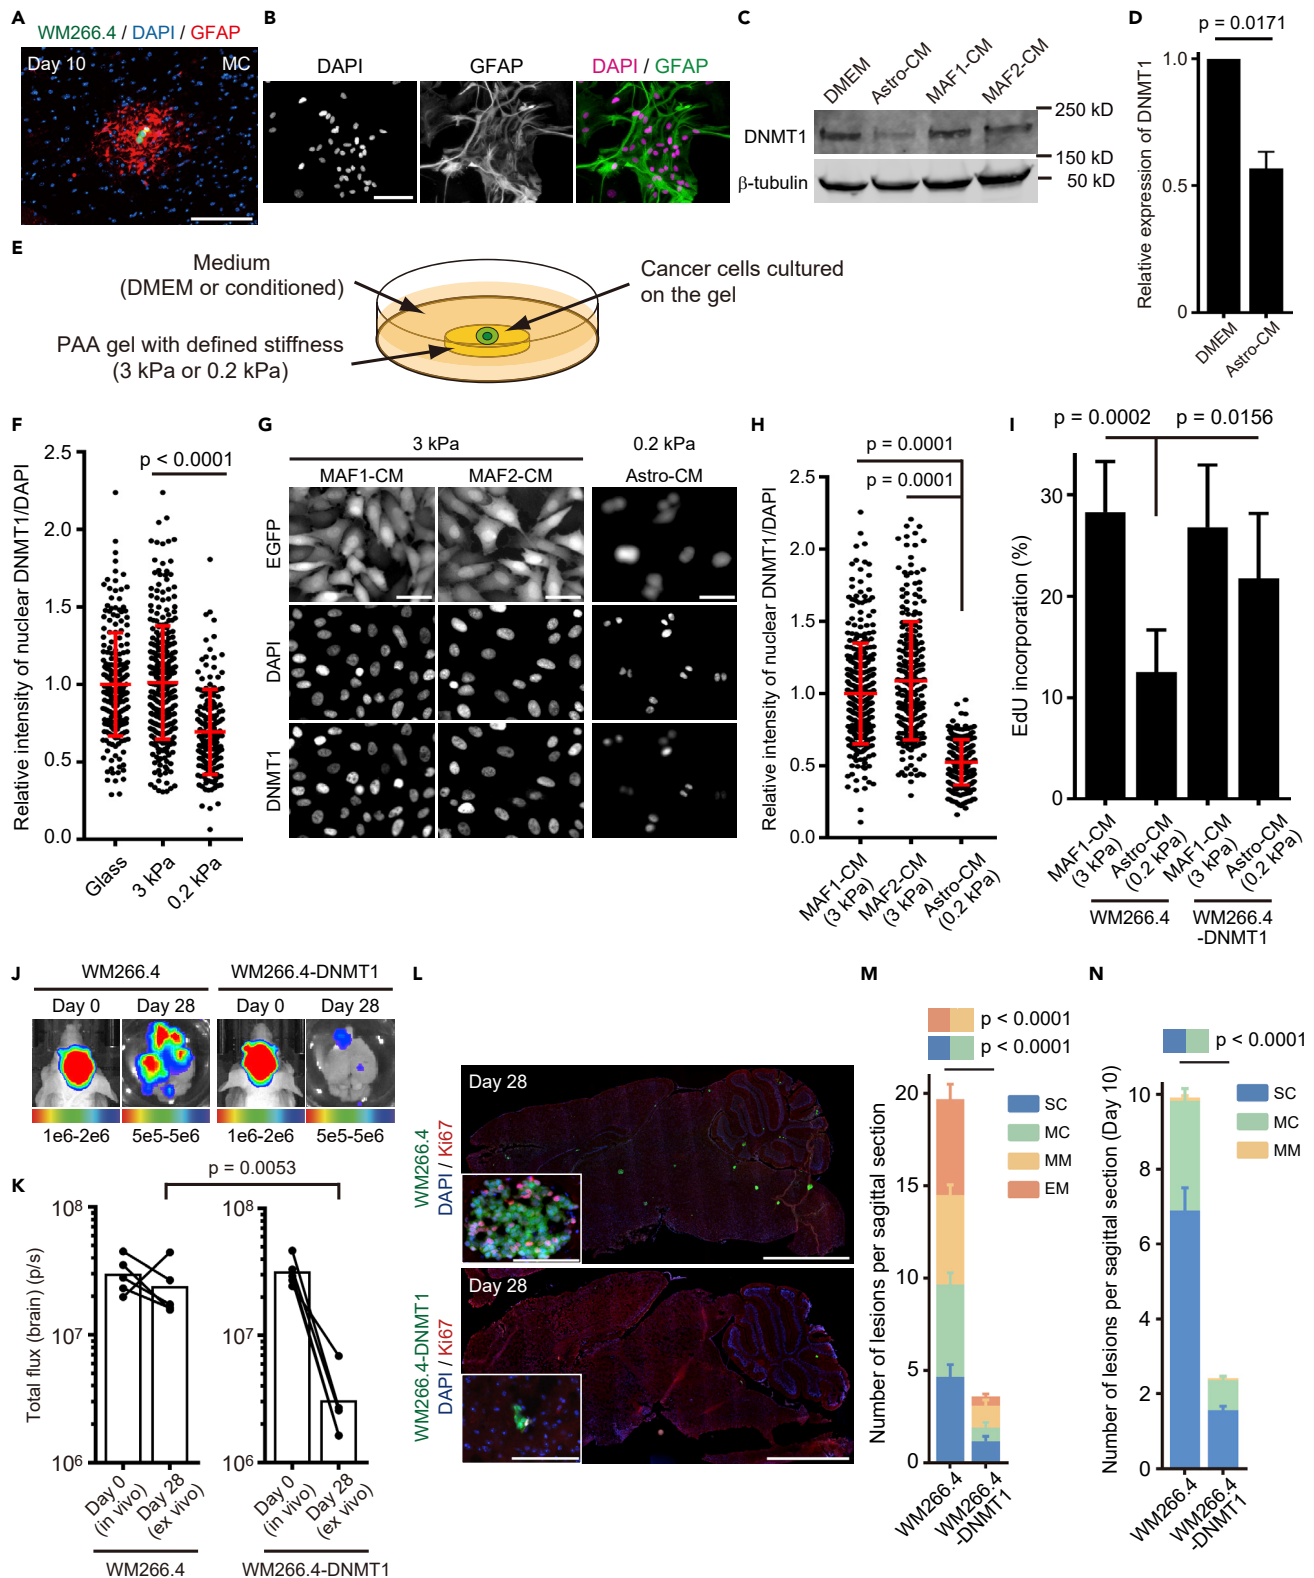 A
WM266.4 / DAPI / GFAP
Day 10
MC
B
DAPI
GFAP
DAPI / GFAP
C
DMEM
Astro-CM
MAF1-CM
MAF2-CM
DNMT1
β-tubulin
250 kD
150 kD
50 kD
D
p = 0.0171
Relative expression of DNMT1
1.0
0.5
0
DMEM
Astro-CM
E
Medium
(DMEM or conditioned)
PAA gel with defined stiffness
(3 kPa or 0.2 kPa)
Cancer cells cultured
on the gel
F
p < 0.0001
Relative intensity of nuclear DNMT1/DAPI
2.5
2.0
1.5
1.0
0.5
0.0
Glass
3 kPa
0.2 kPa
G
3 kPa
0.2 kPa
MAF1-CM
MAF2-CM
Astro-CM
EGFP
DAPI
DNMT1
H
p = 0.0001
p = 0.0001
Relative intensity of nuclear DNMT1/DAPI
2.5
2.0
1.5
1.0
0.5
0.0
MAF1-CM
(3 kPa)
MAF2-CM
(3 kPa)
Astro-CM
(0.2 kPa)
I
p = 0.0002
p = 0.0156
EdU incorporation (%)
30
20
10
0
MAF1-CM
(3 kPa)
Astro-CM
(0.2 kPa)
MAF1-CM
(3 kPa)
Astro-CM
(0.2 kPa)
WM266.4
WM266.4
-DNMT1
J
WM266.4
WM266.4-DNMT1
Day 0
Day 28
Day 0
Day 28
1e6-2e6
5e5-5e6
1e6-2e6
5e5-5e6
K
p = 0.0053
Total flux (brain) (p/s)
10⁸
10⁷
10⁶
10⁸
10⁷
10⁶
Day 0
(in vivo)
Day 28
(ex vivo)
Day 0
(in vivo)
Day 28
(ex vivo)
WM266.4
WM266.4-DNMT1
L
WM266.4
DAPI / Ki67
Day 28
WM266.4-DNMT1
DAPI / Ki67
Day 28
M
p < 0.0001
p < 0.0001
Number of lesions per sagittal section
20
15
10
5
0
SC
MC
MM
EM
WM266.4
WM266.4
-DNMT1
N
p < 0.0001
Number of lesions per sagittal section (Day 10)
10
8
6
4
2
0
SC
MC
MM
WM266.4
WM266.4
-DNMT1